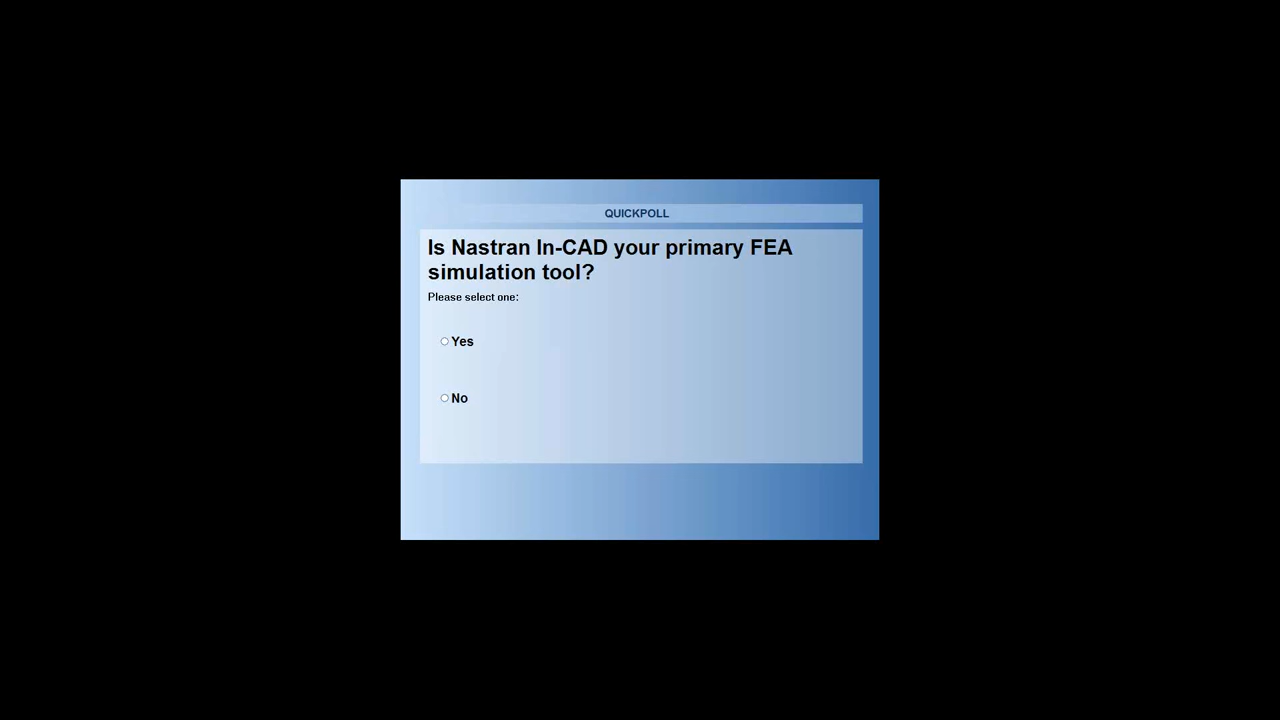 QUICKPOLL
Is Nastran In-CAD your primary FEA
simulation tool?
Please select one:
Yes
No